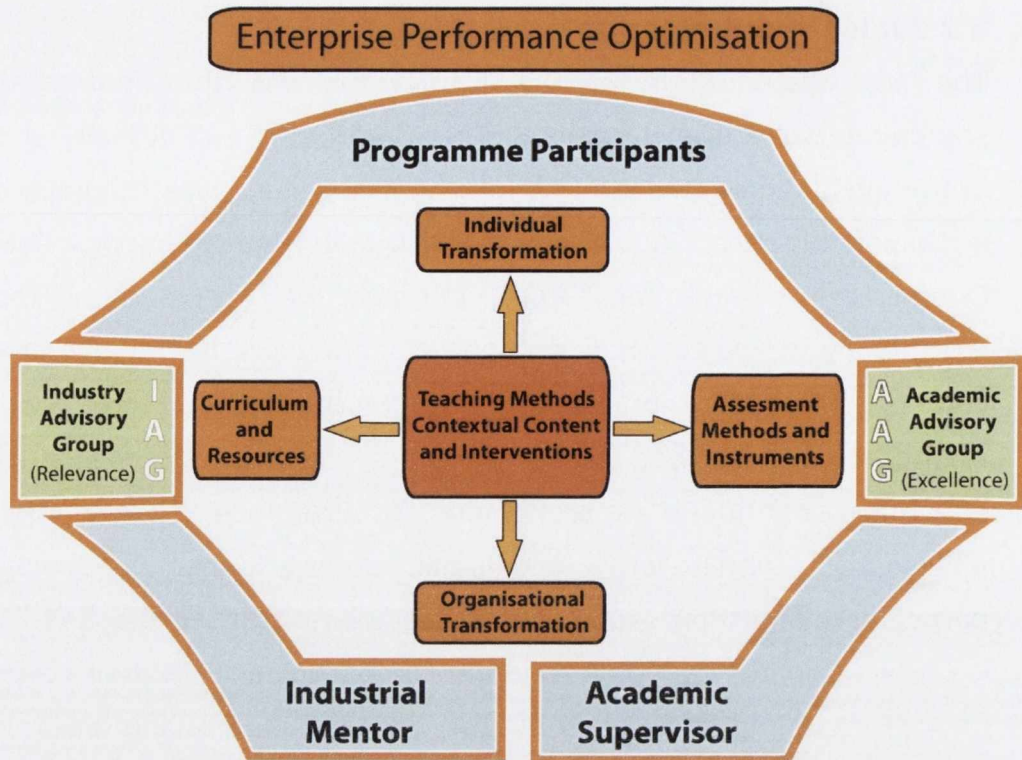 Enterprise Performance Optimisation
Programme Participants
Individual
Transformation
Industry
Advisory
Group
(Relevance)
I
A
G
Curriculum
and
Resources
Teaching Methods
Contextual Content
and Interventions
Assesment
Methods and
Instruments
A
A
G
Academic
Advisory
Group
(Excellence)
Organisational
Transformation
Industrial
Mentor
Academic
Supervisor